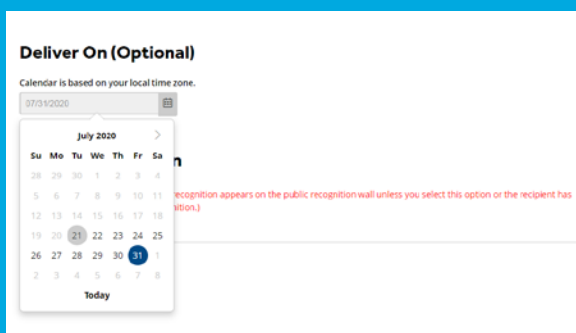 Deliver On (Optional)
Calendar is based on your local time zone.
07/31/2020
July 2020 >
Su Mo Tu We Th Fr Sa
28 29 30 1 2 3 4
5 6 7 8 9 10 11
12 13 14 15 16 17 18
19 20 21 22 23 24 25
26 27 28 29 30 31 1
2 3 4 5 6 7 8
Today
n
recognition appears on the public recognition wall unless you select this option or the recipient has
nition.)